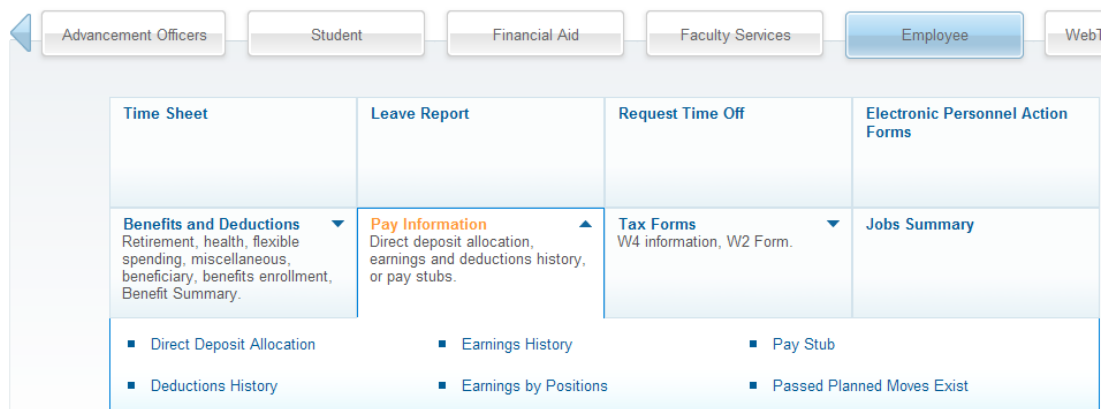 Advancement Officers
Student
Financial Aid
Faculty Services
Employee
Time Sheet
Leave Report
Request Time Off
Electronic Personnel Action
Forms
Benefits and Deductions
Retirement, health, flexible
spending, miscellaneous,
beneficiary, benefits enrollment,
Benefit Summary.
Pay Information
Direct deposit allocation,
earnings and deductions history,
or pay stubs.
Tax Forms
W4 information, W2 Form.
Jobs Summary
Direct Deposit Allocation
Earnings History
Pay Stub
Deductions History
Earnings by Positions
Passed Planned Moves Exist